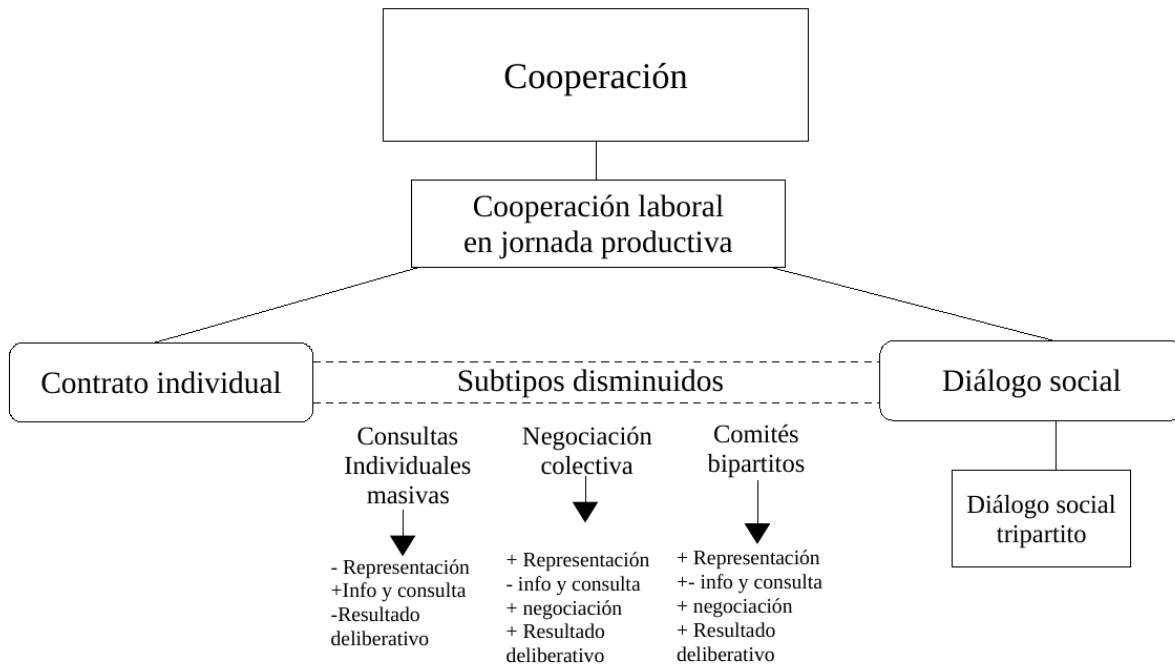 Cooperación
Cooperación laboral
en jornada productiva
Contrato individual
Subtipos disminuidos
Diálogo social
Consultas
Individuales
masivas
Negociación
colectiva
Comités
bipartitos
Diálogo social
tripartito
- Representación
+Info y consulta
-Resultado
deliberativo
+ Representación
- info y consulta
+ negociación
+ Resultado
deliberativo
+ Representación
+- info y consulta
+ negociación
+ Resultado
deliberativo